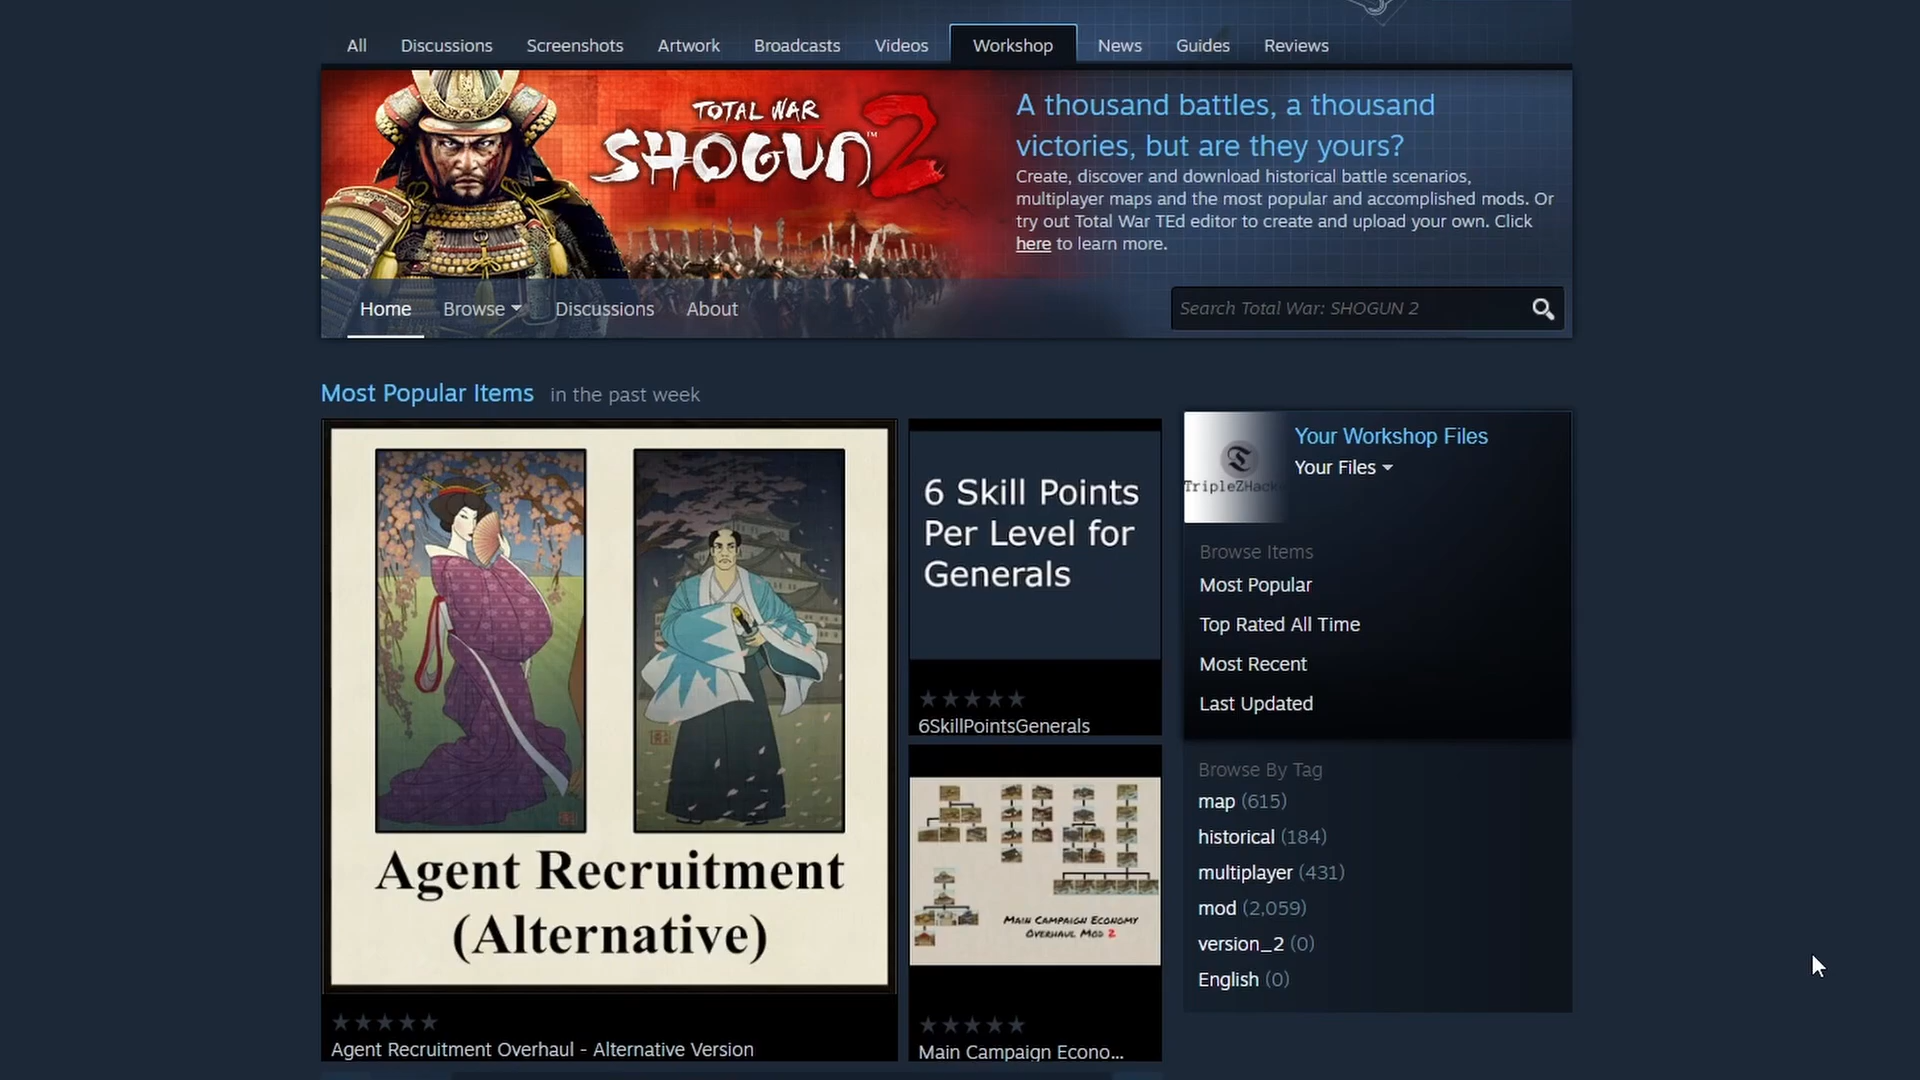 All Discussions Screenshots Artwork Broadcasts Videos Workshop News Guides Reviews
TOTAL WAR
SHOGUN 2™
A thousand battles, a thousand
victories, but are they yours?
Create, discover and download historical battle scenarios,
multiplayer maps and the most popular and accomplished mods. Or
try out Total War TEd editor to create and upload your own. Click
here to learn more.
Home Browse Discussions About
Search Total War: SHOGUN 2
Most Popular Items in the past week
Agent Recruitment
(Alternative)
Agent Recruitment Overhaul - Alternative Version
6 Skill Points
Per Level for
Generals
6SkillPointsGenerals
Main Campaign Economy
Overhaul Mod 2
Main Campaign Econo...
TripleZHack
Your Workshop Files
Your Files
Browse Items
Most Popular
Top Rated All Time
Most Recent
Last Updated
Browse By Tag
map (615)
historical (184)
multiplayer (431)
mod (2,059)
version_2 (0)
English (0)